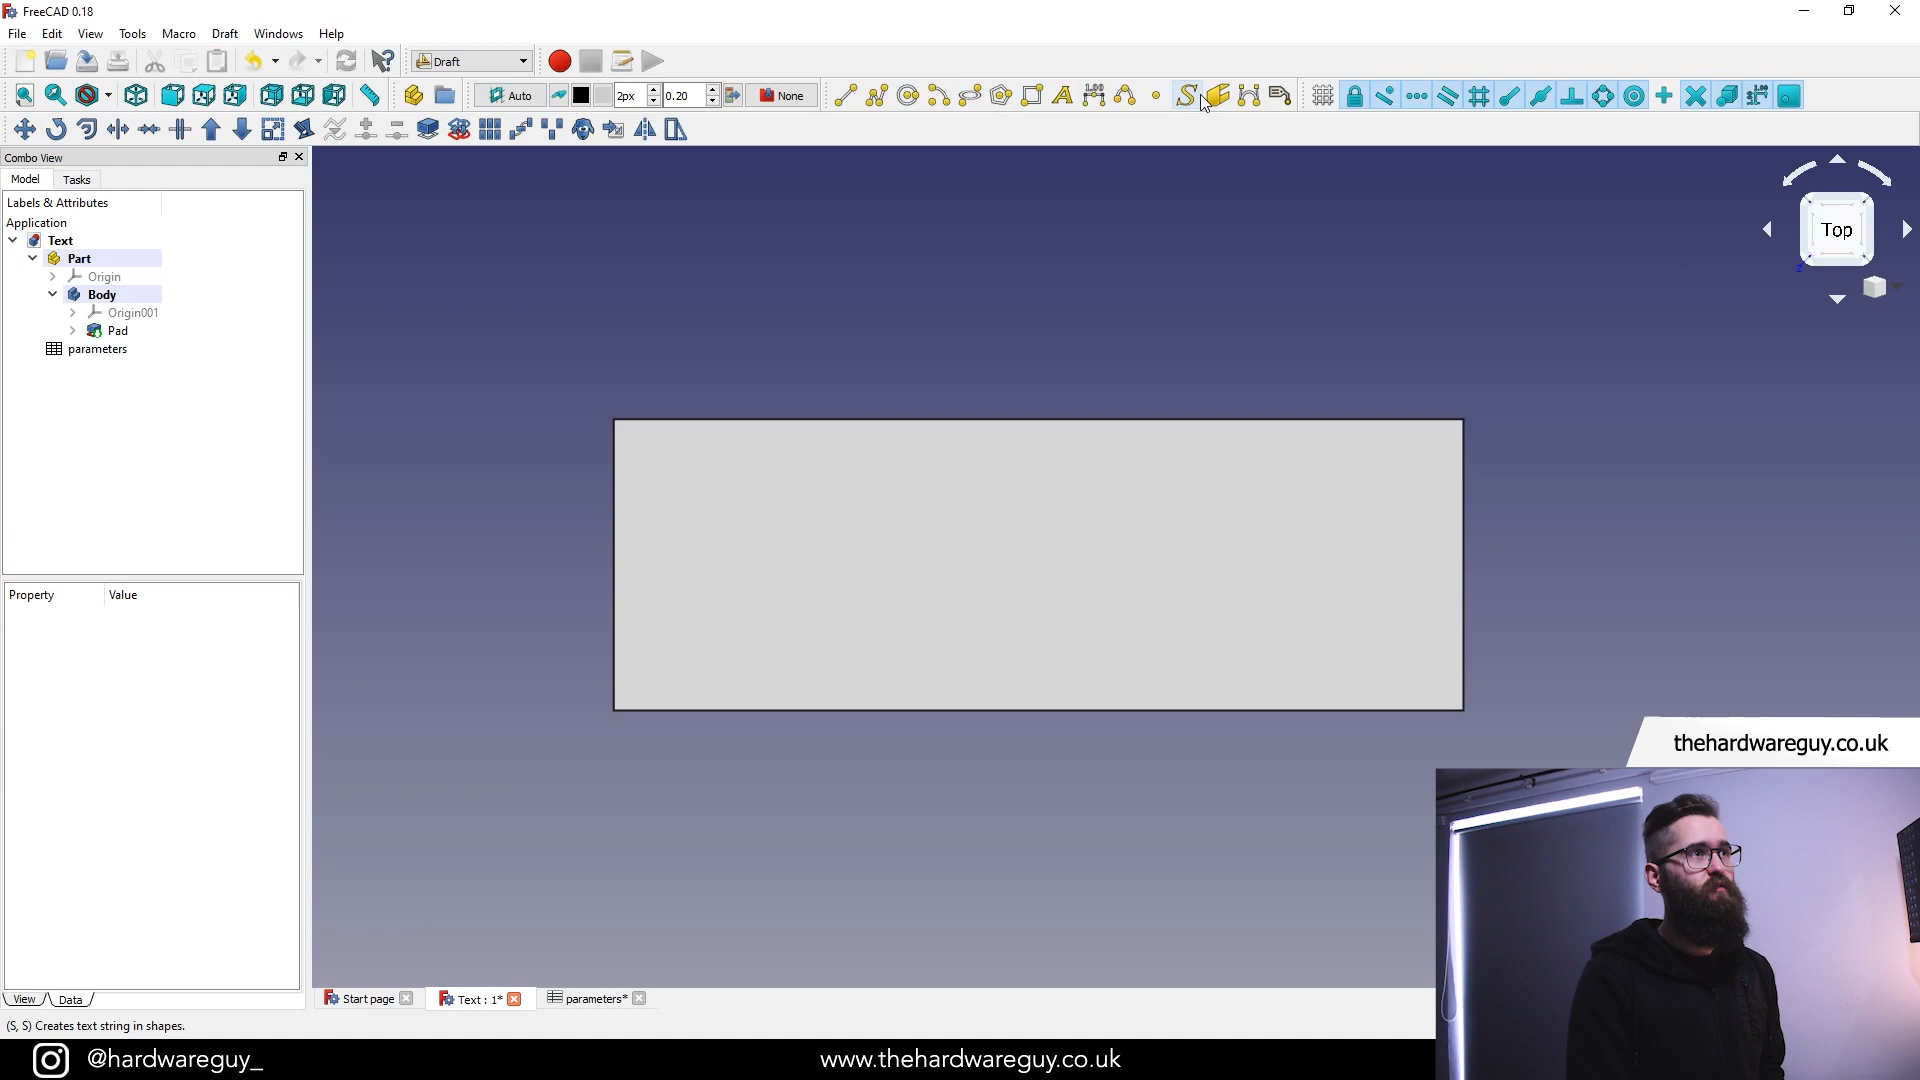 FreeCAD 0.18
File Edit View Tools Macro Draft Windows Help
Draft
Auto 2px 0.20 None
Combo View
Model Tasks
Labels & Attributes
Application
Text
Part
Origin
Body
Origin001
Pad
parameters
Top
Property Value
thehardwareguy.co.uk
View Data
Start page Text : 1* parameters*
(S, S) Creates text string in shapes.
@hardwareguy_
www.thehardwareguy.co.uk